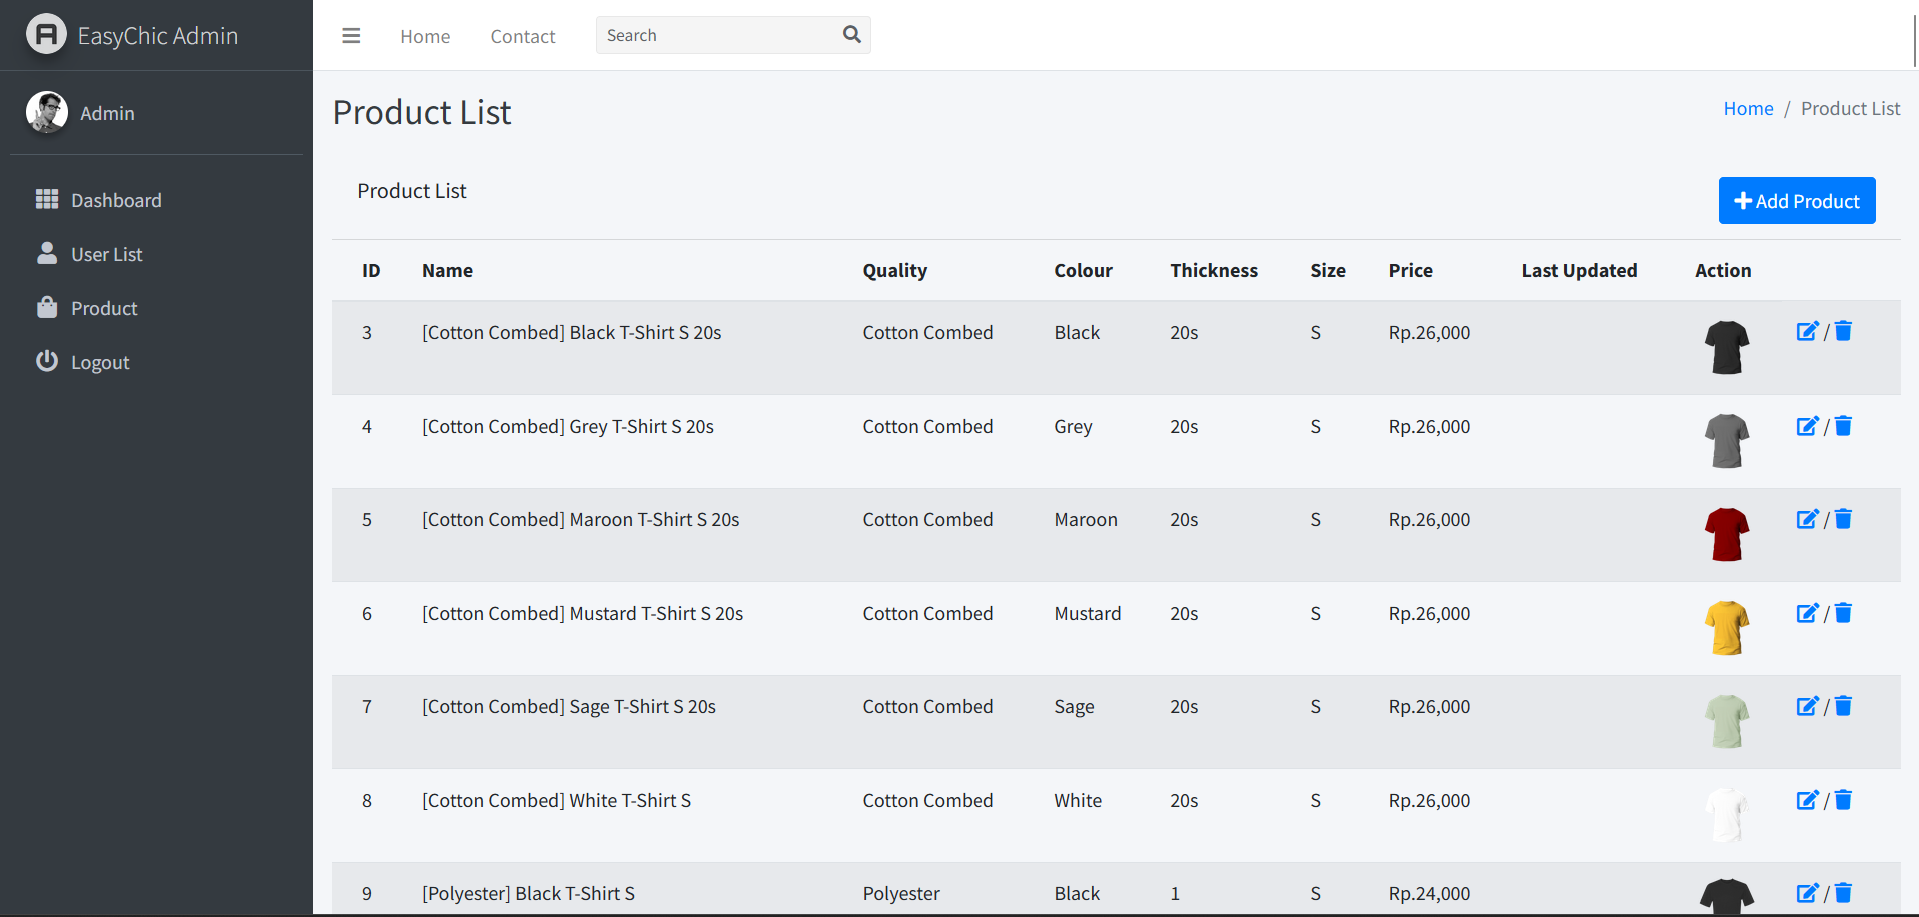 EasyChic Admin
Home
Contact
Search
Admin
Dashboard
User List
Product
Logout
Product List
Home / Product List
Product List
Add Product
ID Name Quality Colour Thickness Size Price Last Updated Action
3 [Cotton Combed] Black T-Shirt S 20s Cotton Combed Black 20s S Rp.26,000 /
4 [Cotton Combed] Grey T-Shirt S 20s Cotton Combed Grey 20s S Rp.26,000 /
5 [Cotton Combed] Maroon T-Shirt S 20s Cotton Combed Maroon 20s S Rp.26,000 /
6 [Cotton Combed] Mustard T-Shirt S 20s Cotton Combed Mustard 20s S Rp.26,000 /
7 [Cotton Combed] Sage T-Shirt S 20s Cotton Combed Sage 20s S Rp.26,000 /
8 [Cotton Combed] White T-Shirt S Cotton Combed White 20s S Rp.26,000 /
9 [Polyester] Black T-Shirt S Polyester Black 1 S Rp.24,000 /